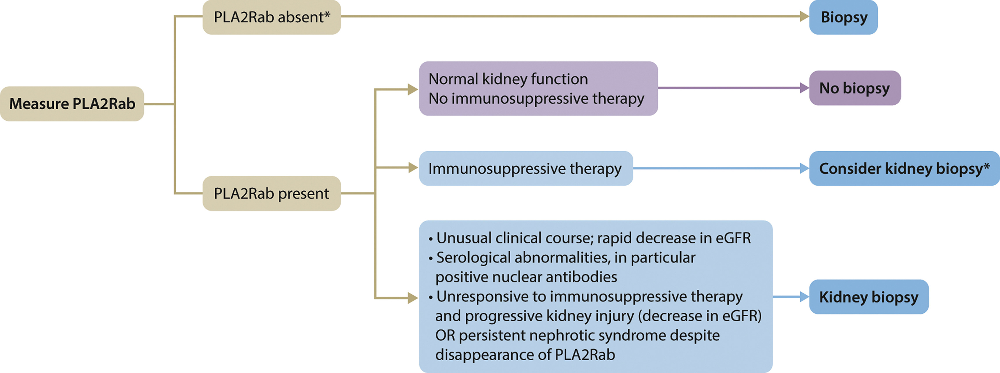 PLA2Rab absent*
Biopsy
Measure PLA2Rab
Normal kidney function
No immunosuppressive therapy
No biopsy
Immunosuppressive therapy
Consider kidney biopsy*
PLA2Rab present
• Unusual clinical course; rapid decrease in eGFR
• Serological abnormalities, in particular
positive nuclear antibodies
• Unresponsive to immunosuppressive therapy
and progressive kidney injury (decrease in eGFR)
OR persistent nephrotic syndrome despite
disappearance of PLA2Rab
Kidney biopsy